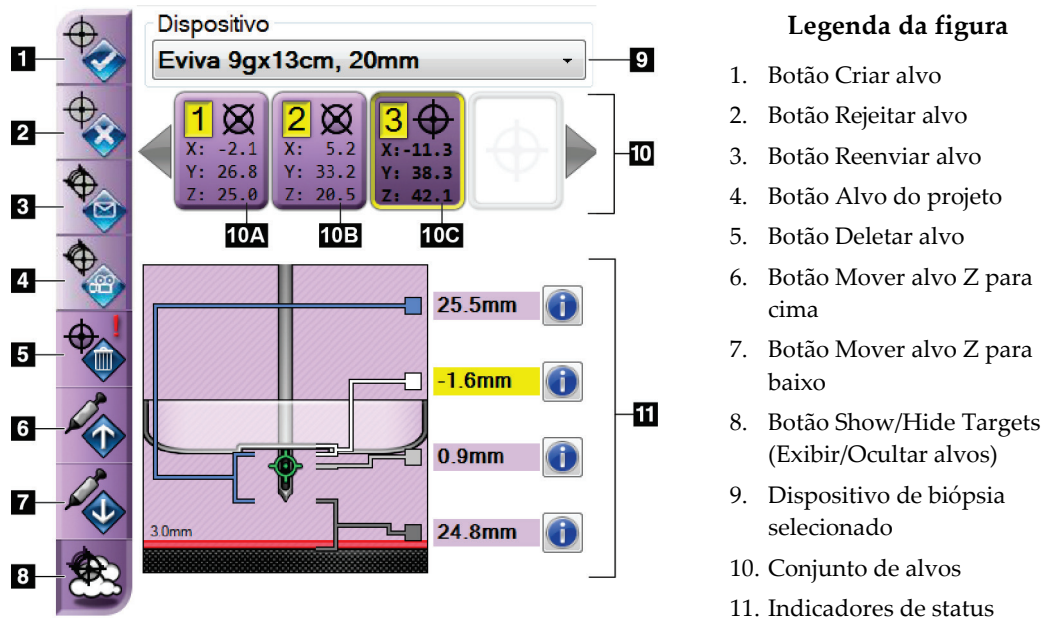 Dispositivo
Eviva 9gx13cm, 20mm
1
2
3
4
5
6
7
8
9
10
11
1
X: -2.1
Y: 26.8
Z: 25.0
2
X: 5.2
Y: 33.2
Z: 20.5
3
X:-11.3
Y: 38.3
Z: 42.1
10A
10B
10C
25.5mm
-1.6mm
0.9mm
24.8mm
3.0mm
Legenda da figura
1. Botão Criar alvo
2. Botão Rejeitar alvo
3. Botão Reenviar alvo
4. Botão Alvo do projeto
5. Botão Deletar alvo
6. Botão Mover alvo Z para
cima
7. Botão Mover alvo Z para
baixo
8. Botão Show/Hide Targets
(Exibir/Ocultar alvos)
9. Dispositivo de biópsia
selecionado
10. Conjunto de alvos
11. Indicadores de status